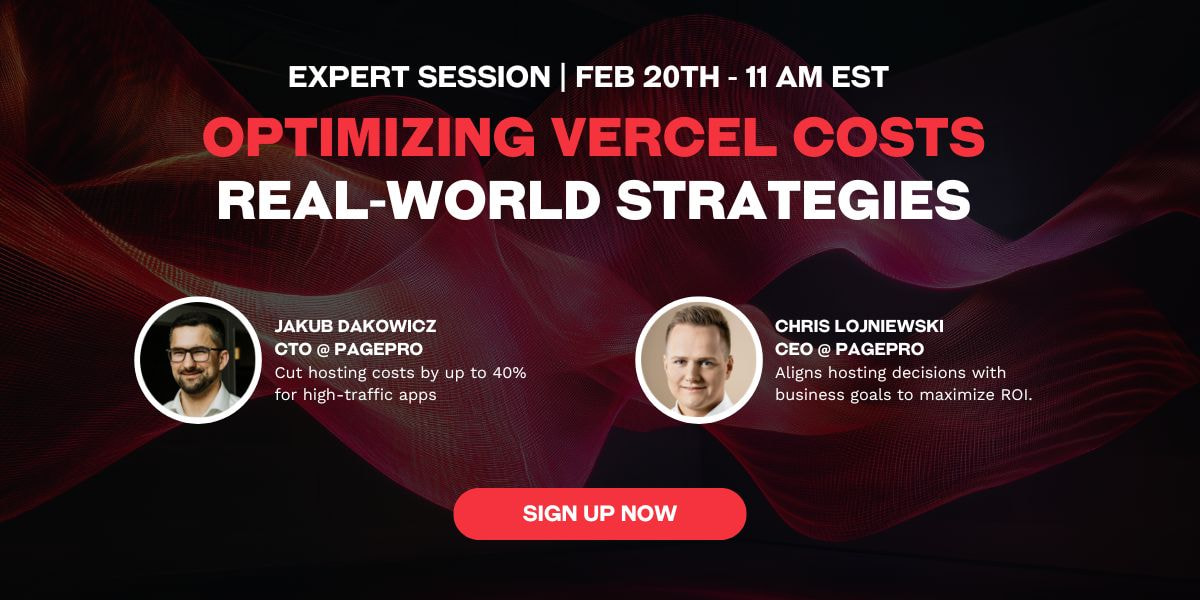 EXPERT SESSION | FEB 20TH - 11 AM EST
OPTIMIZING VERCEL COSTS
REAL-WORLD STRATEGIES
JAKUB DAKOWICZ
CTO @ PAGEPRO
Cut hosting costs by up to 40%
for high-traffic apps
CHRIS LOJNIEWSKI
CEO @ PAGEPRO
Aligns hosting decisions with
business goals to maximize ROI.
SIGN UP NOW